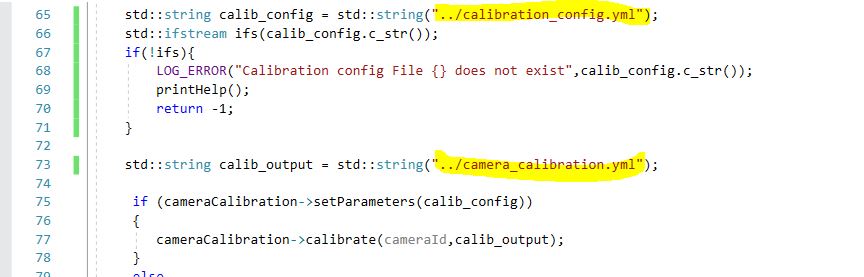 65 std::string calib_config = std::string("../calibration_config.yml");
66 std::ifstream ifs(calib_config.c_str());
67 if(!ifs){
68 LOG_ERROR("Calibration config File {} does not exist",calib_config.c_str());
69 printHelp();
70 return -1;
71 }
72
73 std::string calib_output = std::string("../camera_calibration.yml");
74
75 if (cameraCalibration->setParameters(calib_config))
76 {
77 cameraCalibration->calibrate(cameraId,calib_output);
78 }
79 else